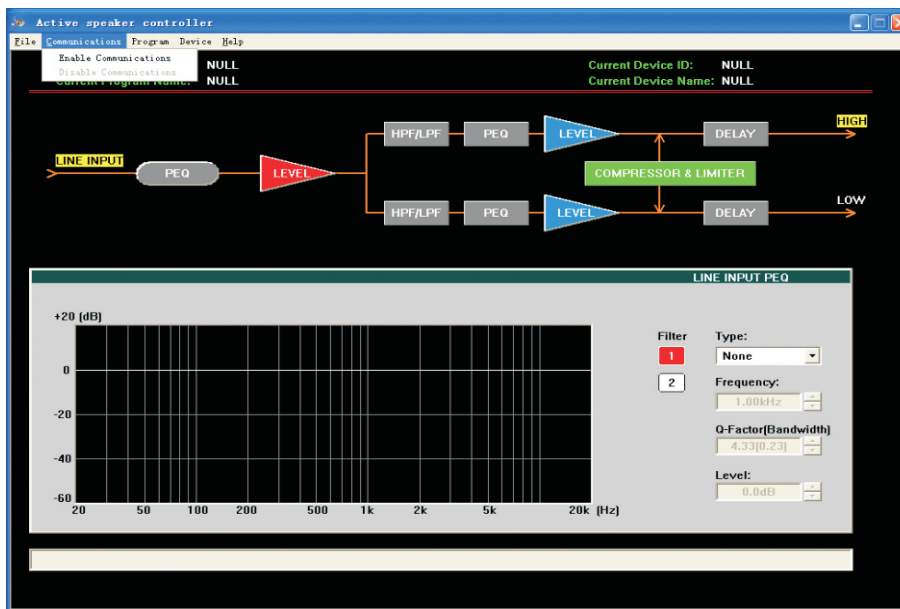 Active speaker controller
File Communications Program Device Help
Enable Communications
Disable Communications
NULL
Current Program Name: NULL
Current Device ID: NULL
Current Device Name: NULL
HIGH
HPF/LPF PEQ LEVEL DELAY
LINE INPUT
PEQ LEVEL
COMPRESSOR & LIMITER
LOW
HPF/LPF PEQ LEVEL DELAY
LINE INPUT PEQ
+20 (dB)
0
-20
-40
-60
20 50 100 200 500 1k 2k 5k 20k (Hz)
Filter
1
2
Type:
None
Frequency:
1.00kHz
Q-Factor[Bandwidth]
4.33[0.23]
Level:
0.0dB